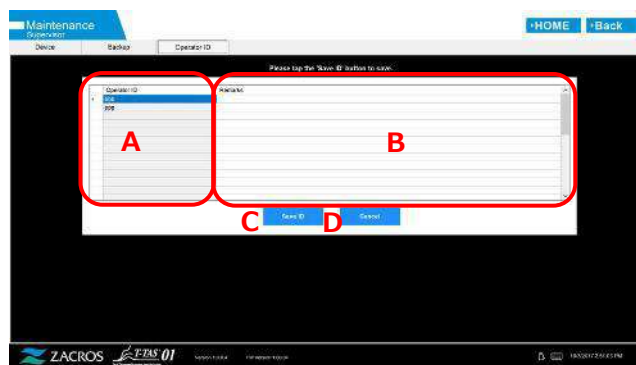 Maintenance
Supervisor
HOME
Back
Device
Backup
Operator ID
Please tap the 'Save ID' button to save.
Operator ID
Remarks
A
B
C
Save ID
D
Cancel
ZACROS
T-TAS 01